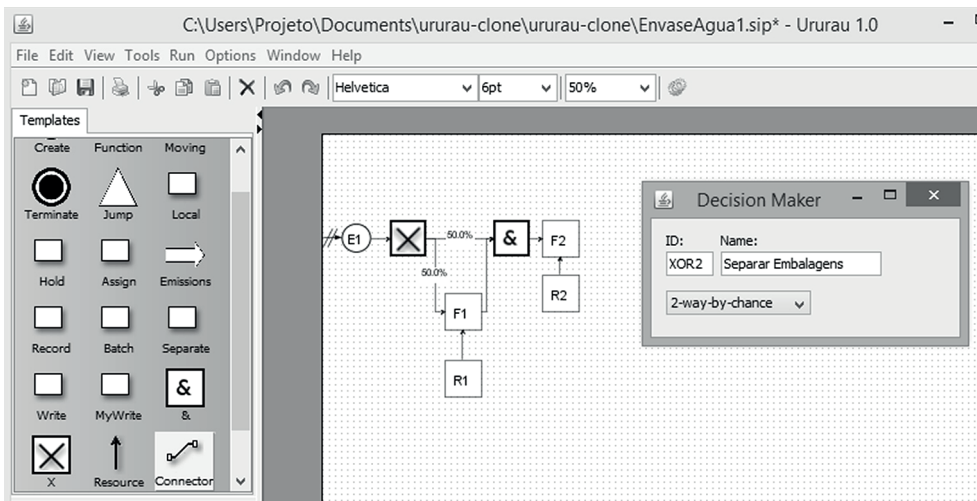 C:\Users\Projeto\Documents\ururau-clone\ururau-clone\EnvaseAgua1.sip* - Ururau 1.0
File Edit View Tools Run Options Window Help
Helvetica 6pt 50%
Templates
Create Function Moving
Terminate Jump Local
Hold Assign Emissions
Record Batch Separate
& 
Write MyWrite &
X Resource Connector
E1
50.0%
&
F2
50.0%
F1
R2
R1
Decision Maker
ID: Name:
XOR2 Separar Embalagens
2-way-by-chance